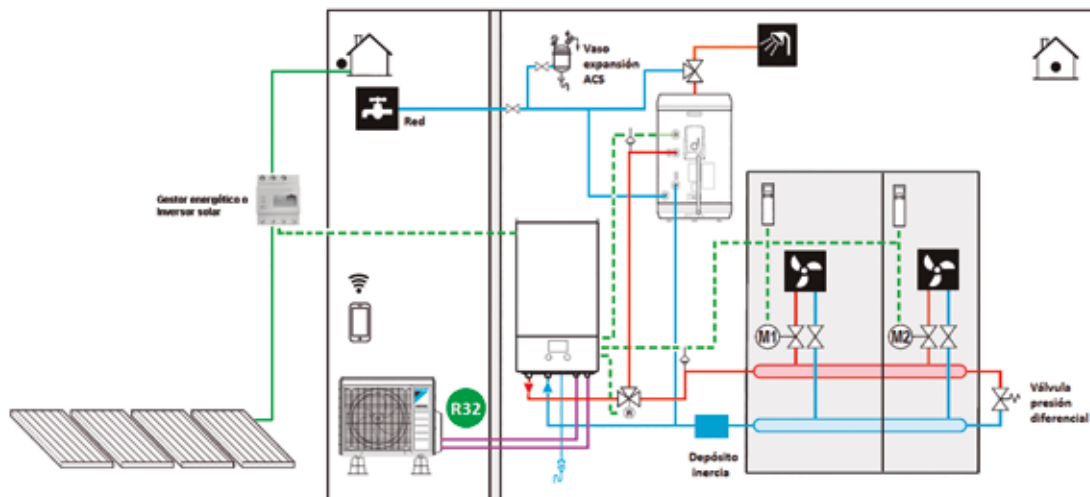 Vaso
expansión
ACS
Red
Gestor energético o
Inversor solar
R32
M1
M2
Válvula
presión
diferencial
Depósito
inercia